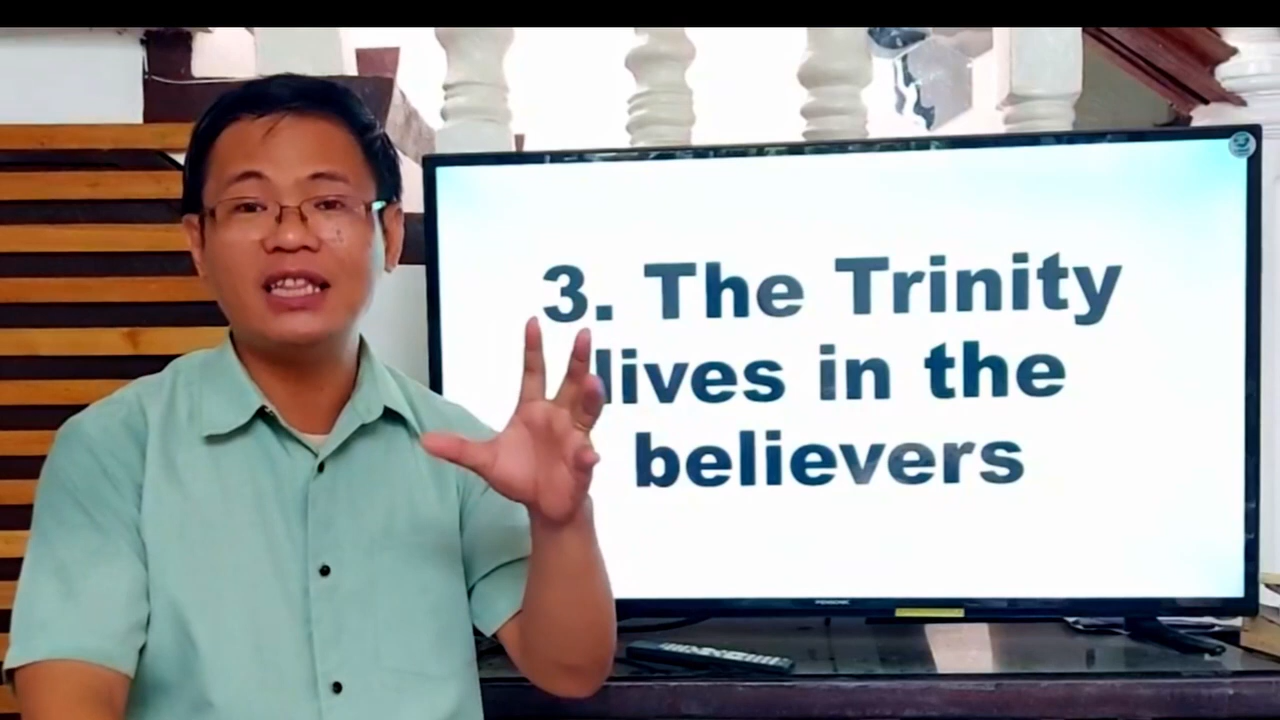 3. The Trinity
lives in the
believers